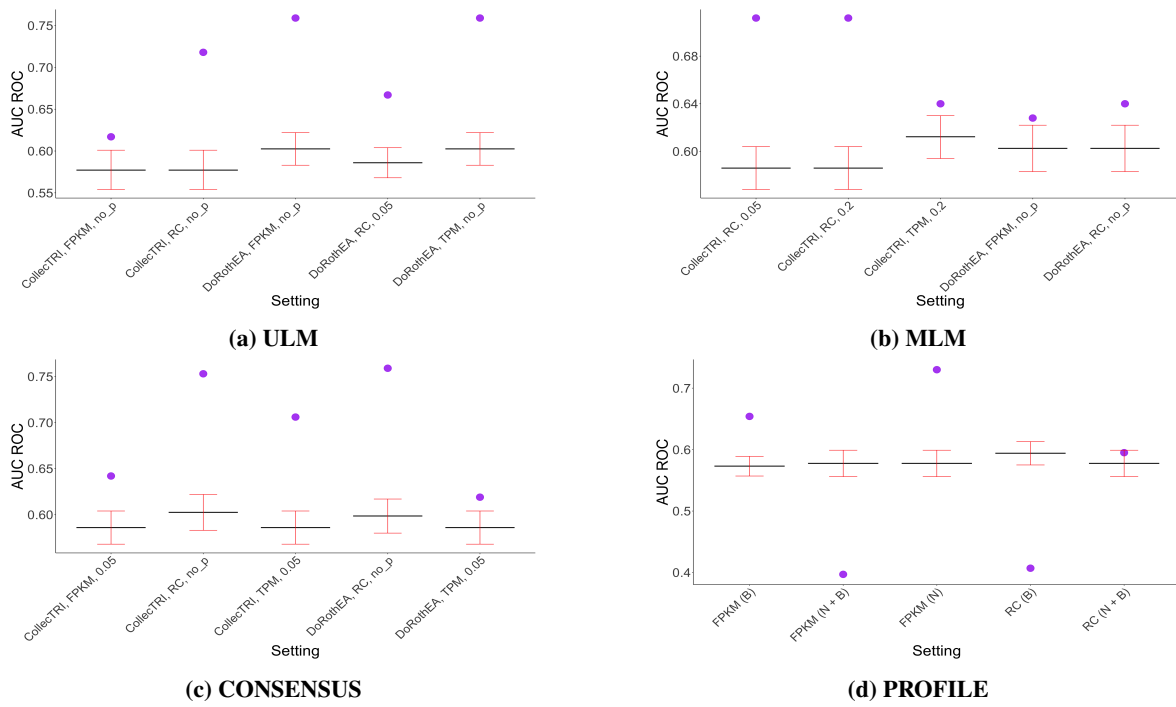 0.75
0.70
0.65
0.60
0.55
AUC ROC
CollecTRI, FPKM, no_p
CollecTRI, RC, no_p
DoRothEA, FPKM, no_p
DoRothEA, RC, 0.05
DoRothEA, TPM, no_p
Setting
(a) ULM
0.68
0.64
0.60
AUC ROC
CollecTRI, RC, 0.05
CollecTRI, RC, 0.2
CollecTRI, TPM, 0.2
DoRothEA, FPKM, no_p
DoRothEA, RC, no_p
Setting
(b) MLM
0.75
0.70
0.65
0.60
AUC ROC
CollecTRI, FPKM, 0.05
CollecTRI, RC, no_p
CollecTRI, TPM, 0.05
DoRothEA, RC, no_p
DoRothEA, TPM, 0.05
Setting
(c) CONSENSUS
0.7
0.6
0.5
0.4
AUC ROC
FPKM (B)
FPKM (N + B)
FPKM (N)
RC (B)
RC (N + B)
Setting
(d) PROFILE